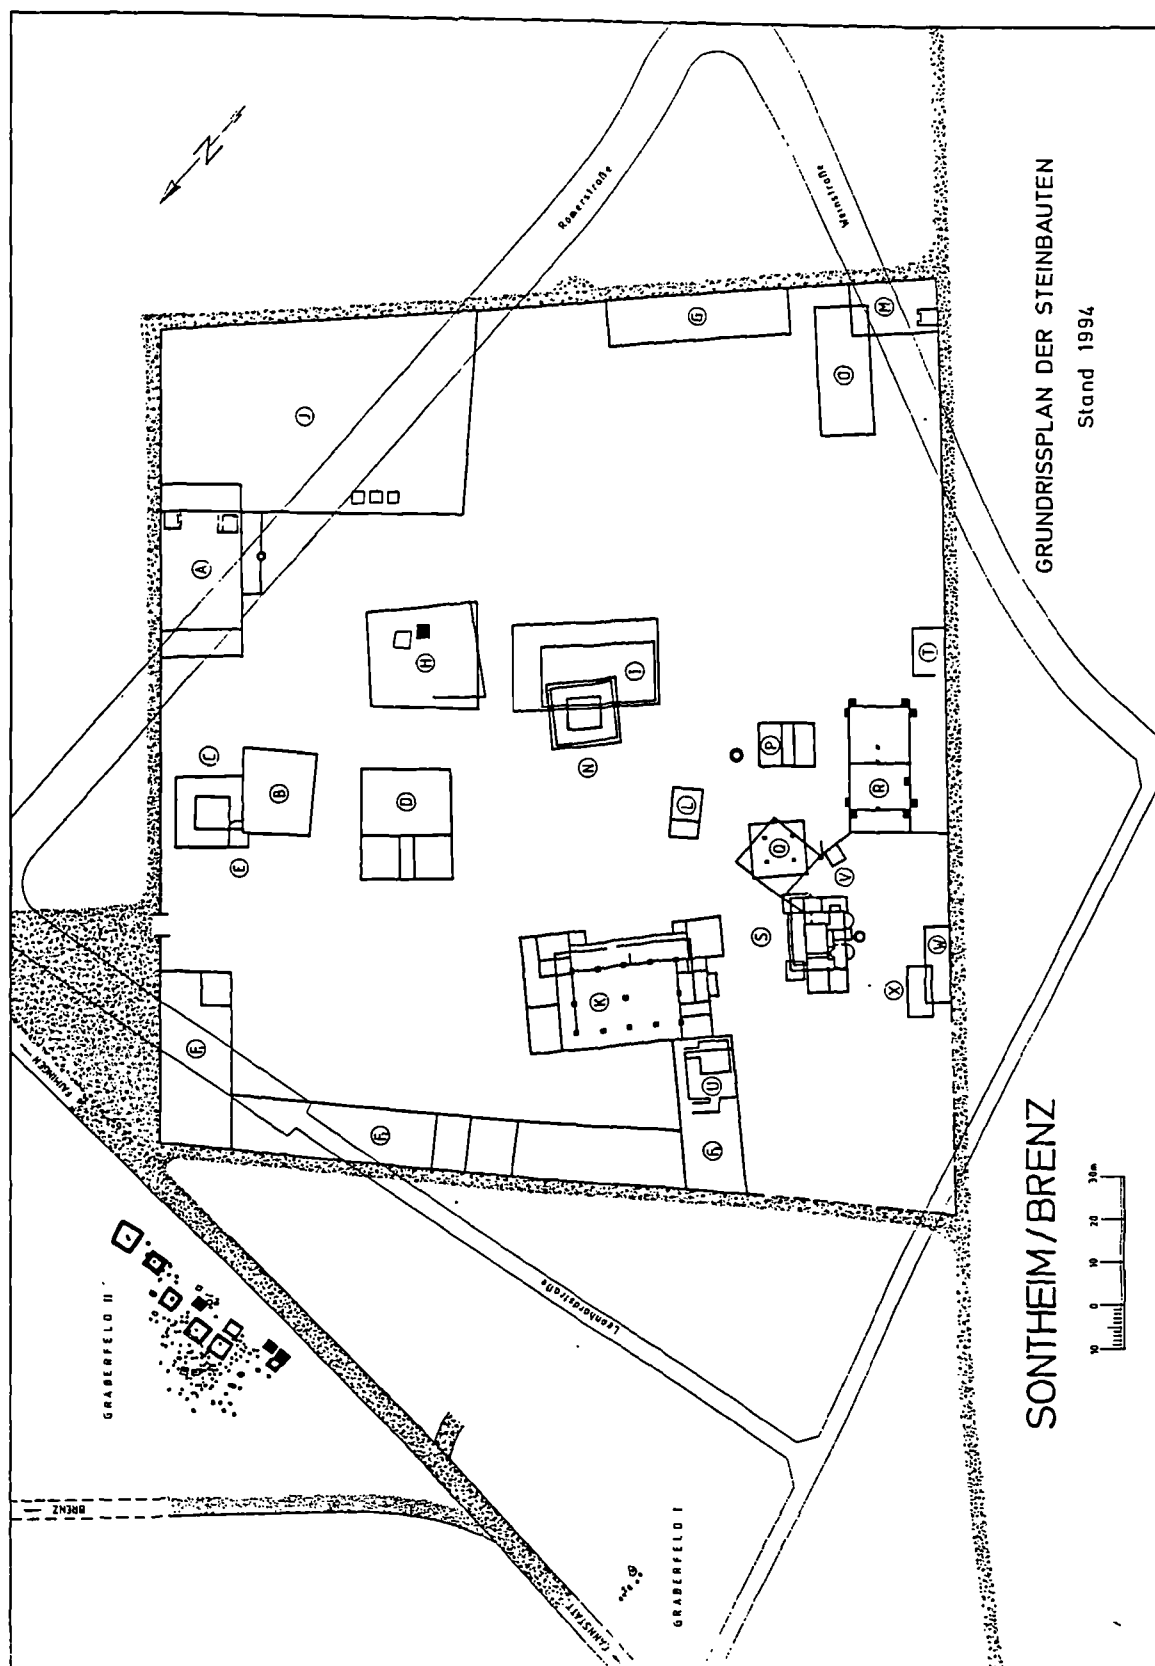 GRUNDRISSPLAN DER STEINBAUTEN
Stand 1994
SONTHEIM/BRENZ
10 0 10 20 30m
N
Römerstraße
Weinstraße
Leonhardstraße
FAIMINGEN
BRENZ
CANNSTATT
GRÄBERFELD II
GRÄBERFELD I
J
G
M
O
A
H
I
T
C
B
D
N
P
R
E
L
Q
V
S
K
W
X
F
F
U
Y